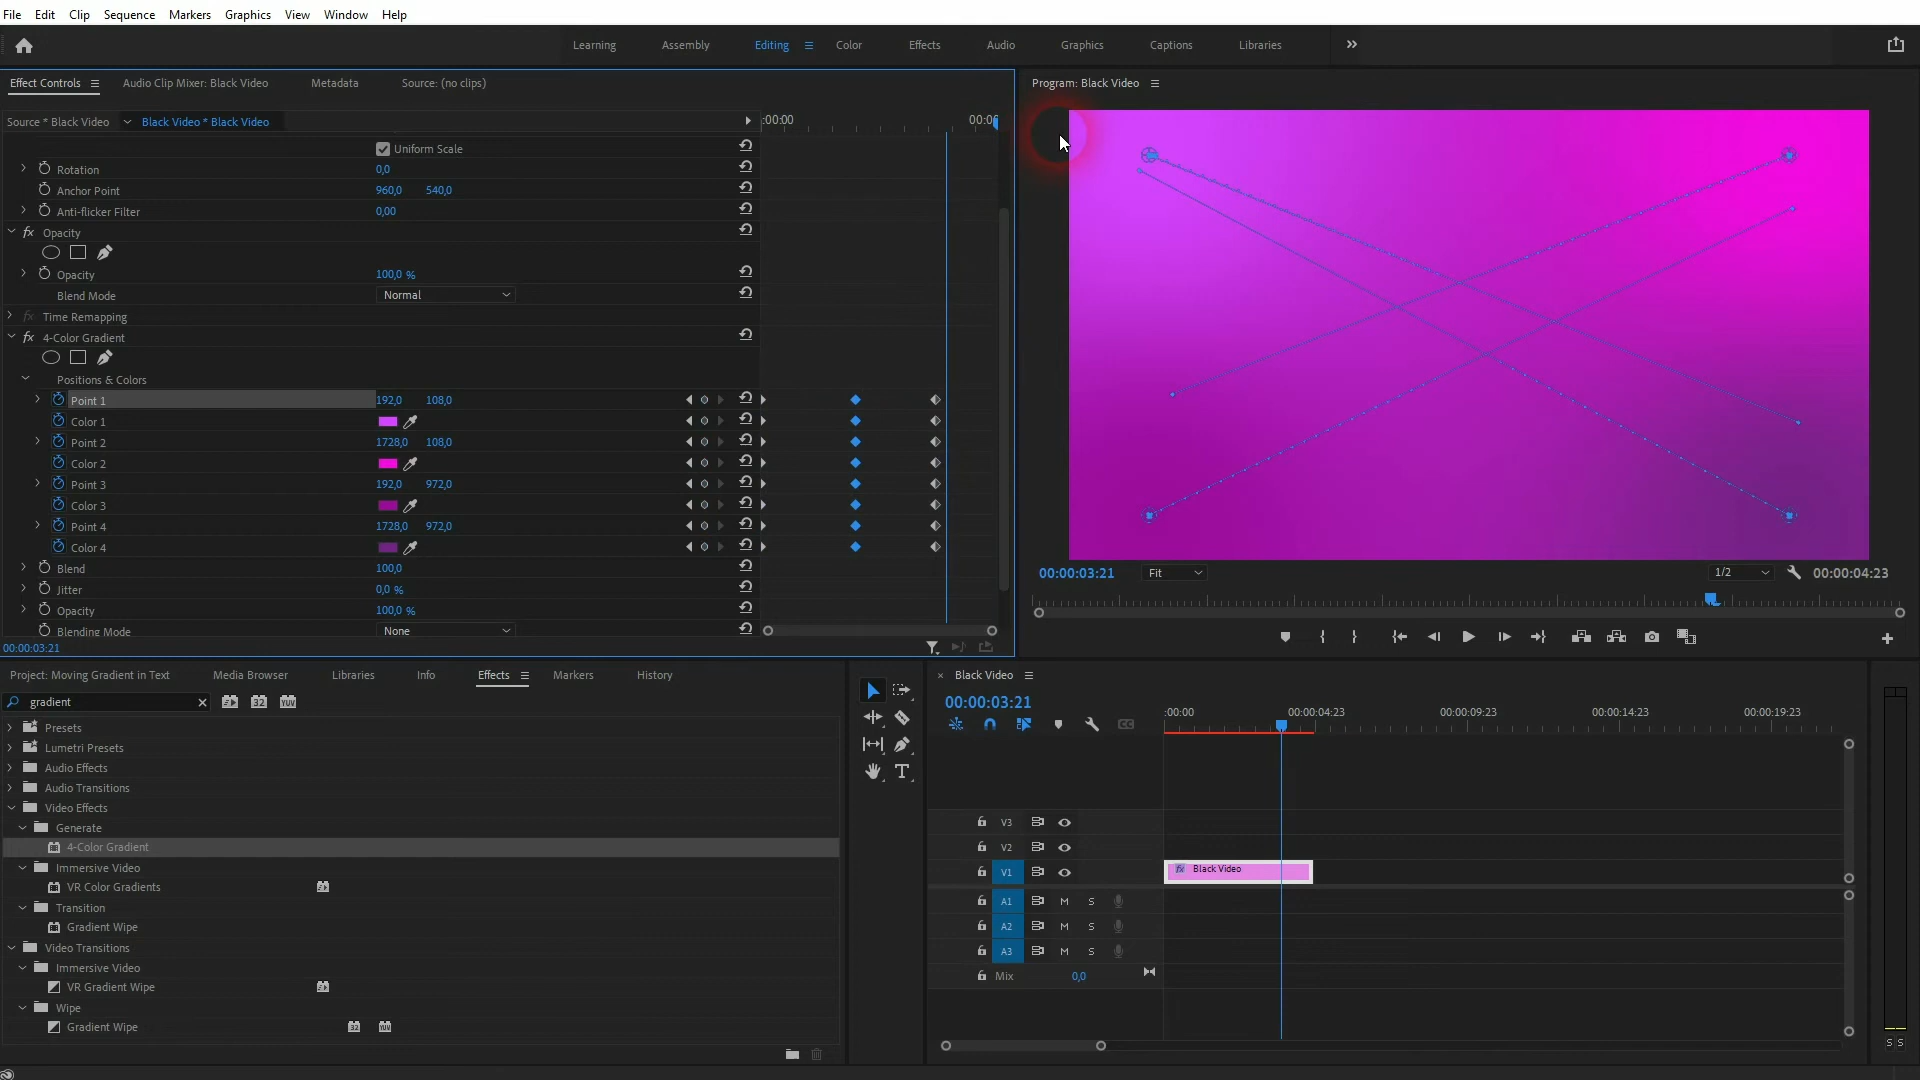 File Edit Clip Sequence Markers Graphics View Window Help
Learning Assembly Editing Color Effects Audio Graphics Captions Libraries
Effect Controls Audio Clip Mixer: Black Video Metadata Source: (no clips)
Program: Black Video
Source * Black Video Black Video * Black Video
:00:00 00:00
Uniform Scale
Rotation 0,0
Anchor Point 960,0 540,0
Anti-flicker Filter 0,00
fx Opacity
Opacity 100,0 %
Blend Mode Normal
fx Time Remapping
fx 4-Color Gradient
Positions & Colors
Point 1 192,0 108,0
Color 1
Point 2 1728,0 108,0
Color 2
Point 3 192,0 972,0
Color 3
Point 4 1728,0 972,0
Color 4
Blend 100,0
Jitter 0,0 %
Opacity 100,0 %
Blending Mode None
00:00:03:21
00:00:03:21 Fit 1/2 00:00:04:23
Project: Moving Gradient in Text Media Browser Libraries Info Effects Markers History
gradient 32 YUV
Presets
Lumetri Presets
Audio Effects
Audio Transitions
Video Effects
Generate
4-Color Gradient
Immersive Video
VR Color Gradients
Transition
Gradient Wipe
Video Transitions
Immersive Video
VR Gradient Wipe
Wipe
Gradient Wipe 32 YUV
T
× Black Video
00:00:03:21
CC
:00:00 00:00:04:23 00:00:09:23 00:00:14:23 00:00:19:23
V3
V2
V1
fx Black Video
A1 M S
A2 M S
A3 M S
Mix 0,0
S S